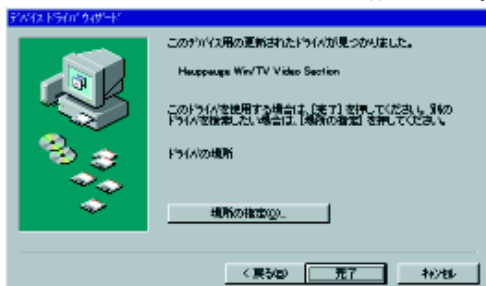 デバイス ドライバ ウィザード
このデバイス用の更新されたドライバが見つかりました。
Hauppauge Win/TV Video Section
このドライバを使用する場合は、[完了] を押してください。別の
ドライバを検索したい場合は、[場所の指定] を押してください。
ドライバの場所
場所の指定(O)...
< 戻る(B)
完了
キャンセル